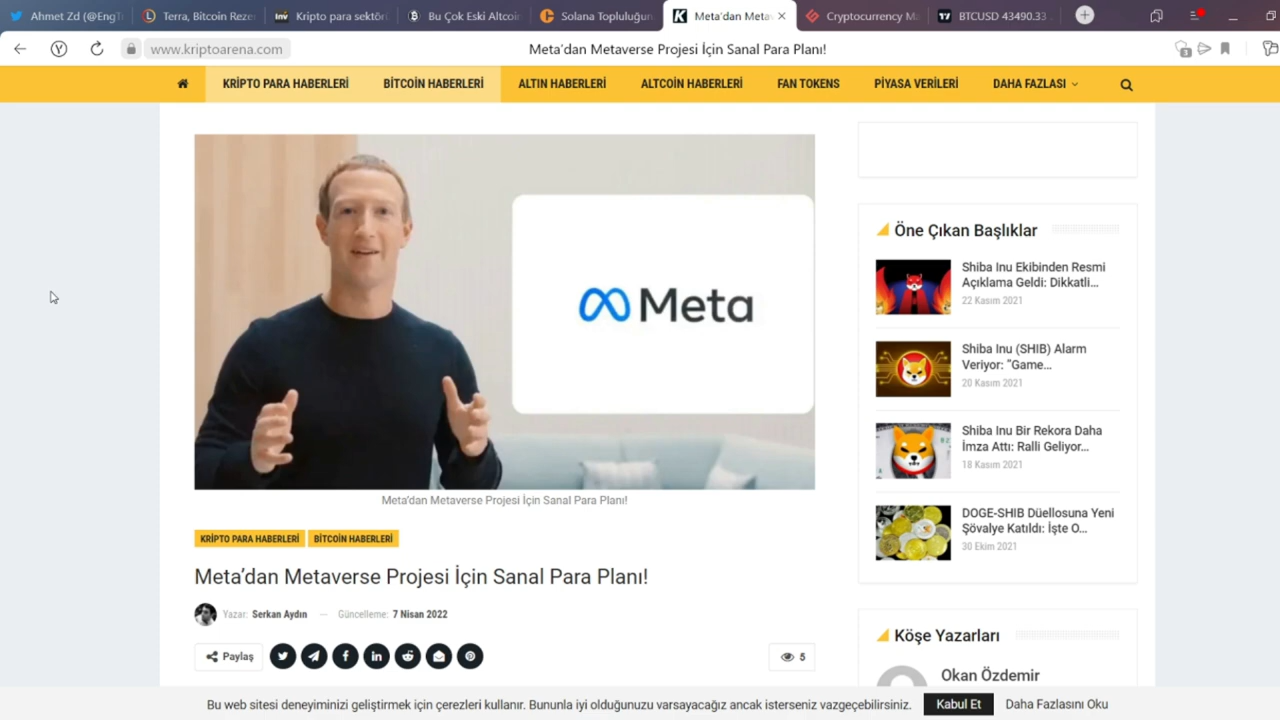 Ahmet Zd (@EngT
Terra, Bitcoin Reze
Kripto para sektörü
Bu Çok Eski Altcoin
Solana Topluluğun
Meta'dan Metav
Cryptocurrency Ma
BTCUSD 43490.33
www.kriptoarena.com
Meta'dan Metaverse Projesi İçin Sanal Para Planı!
3
KRİPTO PARA HABERLERİ
BİTCOİN HABERLERİ
ALTIN HABERLERİ
ALTCOİN HABERLERİ
FAN TOKENS
PİYASA VERİLERİ
DAHA FAZLASI
Meta
Meta'dan Metaverse Projesi İçin Sanal Para Planı!
KRİPTO PARA HABERLERİ
BİTCOİN HABERLERİ
Meta'dan Metaverse Projesi İçin Sanal Para Planı!
Yazar: Serkan Aydın — Güncelleme: 7 Nisan 2022
Paylaş
5
Öne Çıkan Başlıklar
Shiba Inu Ekibinden Resmi
Açıklama Geldi: Dikkatli...
22 Kasım 2021
Shiba Inu (SHIB) Alarm
Veriyor: "Game...
20 Kasım 2021
Shiba Inu Bir Rekora Daha
İmza Attı: Ralli Geliyor...
18 Kasım 2021
DOGE-SHIB Düellosuna Yeni
Şövalye Katıldı: İşte O...
30 Ekim 2021
Köşe Yazarları
Okan Özdemir
Bu web sitesi deneyiminizi geliştirmek için çerezleri kullanır. Bununla iyi olduğunuzu varsayacağız ancak isterseniz vazgeçebilirsiniz.
Kabul Et
Daha Fazlasını Oku